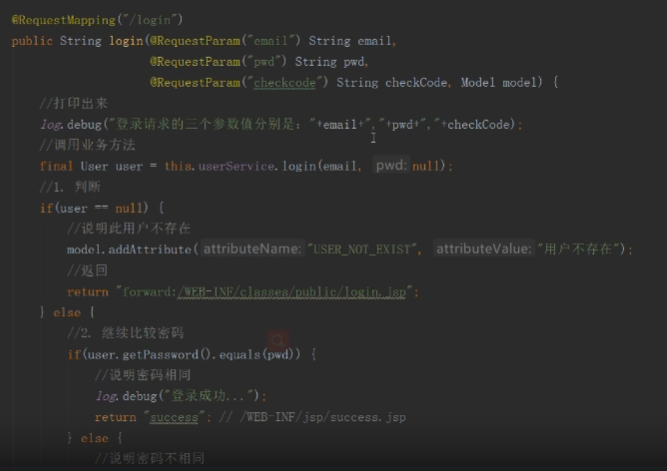 @RequestMapping("/login")
public String login(@RequestParam("email") String email,
@RequestParam("pwd") String pwd,
@RequestParam("checkcode") String checkCode, Model model) {
//打印出来
log.debug("登录请求的三个参数值分别是："+email+","+pwd+","+checkCode);
//调用业务方法
final User user = this.userService.login(email, pwd: null);
//1. 判断
if(user == null) {
//说明此用户不存在
model.addAttribute( attributeName: "USER_NOT_EXIST", attributeValue: "用户不存在");
//返回
return "forward:/WEB-INF/classes/public/login.jsp";
} else {
//2. 继续比较密码
if(user.getPassword().equals(pwd)) {
//说明密码相同
log.debug("登录成功...");
return "success"; // /WEB-INF/jsp/success.jsp
} else {
//说明密码不相同